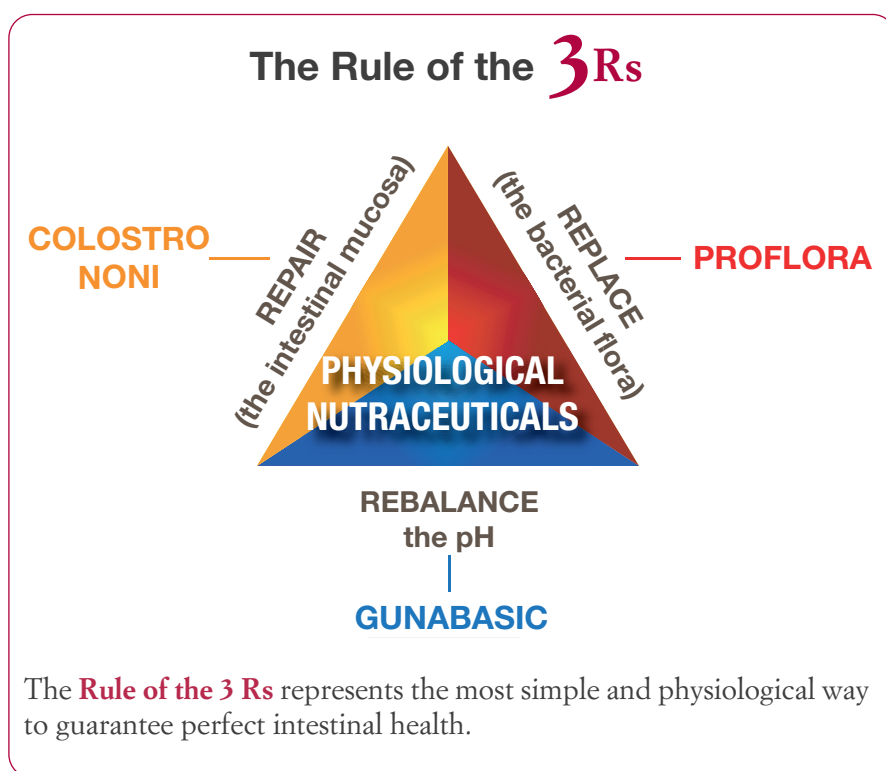 The Rule of the 3Rs
COLOSTRO
NONI
REPAIR
(the intestinal mucosa)
REPLACE
(the bacterial flora)
PROFLORA
PHYSIOLOGICAL
NUTRACEUTICALS
REBALANCE
the pH
GUNABASIC
The Rule of the 3 Rs represents the most simple and physiological way
to guarantee perfect intestinal health.